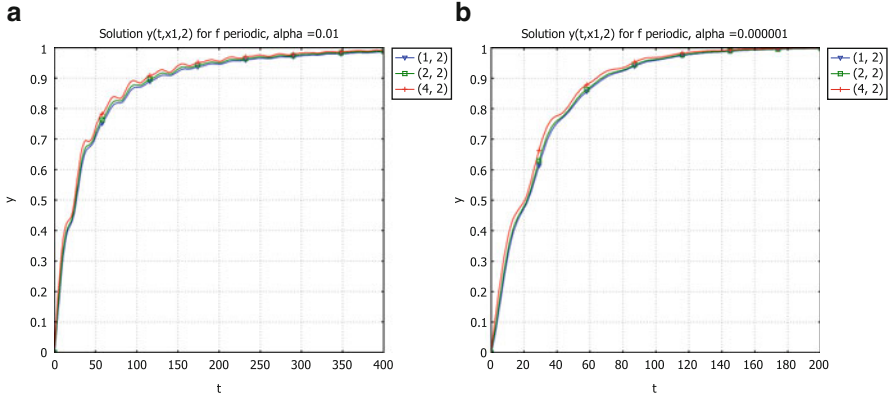 a
Solution y(t,x1,2) for f periodic, alpha =0.01
1
0.9
0.8
0.7
0.6
0.5
0.4
0.3
0.2
0.1
0
y
0 50 100 150 200 250 300 350 400
t
(1, 2)
(2, 2)
(4, 2)
b
Solution y(t,x1,2) for f periodic, alpha =0.000001
1
0.9
0.8
0.7
0.6
0.5
0.4
0.3
0.2
0.1
0
y
0 20 40 60 80 100 120 140 160 180 200
t
(1, 2)
(2, 2)
(4, 2)